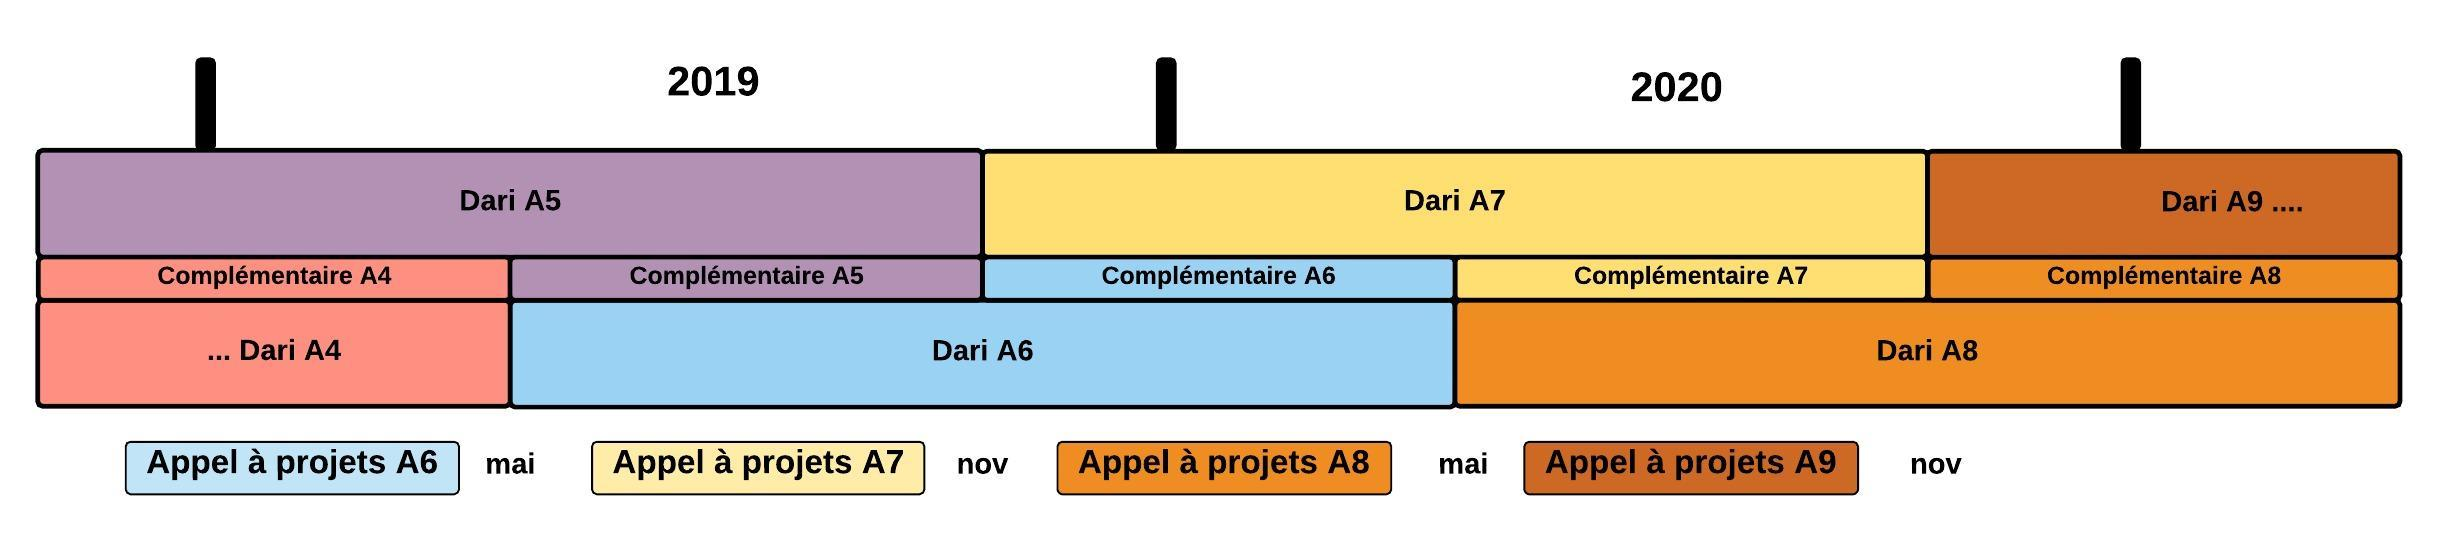 2019
2020
Dari A5
Dari A7
Dari A9 ....
Complémentaire A4
Complémentaire A5
Complémentaire A6
Complémentaire A7
Complémentaire A8
... Dari A4
Dari A6
Dari A8
Appel à projets A6
mai
Appel à projets A7
nov
Appel à projets A8
mai
Appel à projets A9
nov